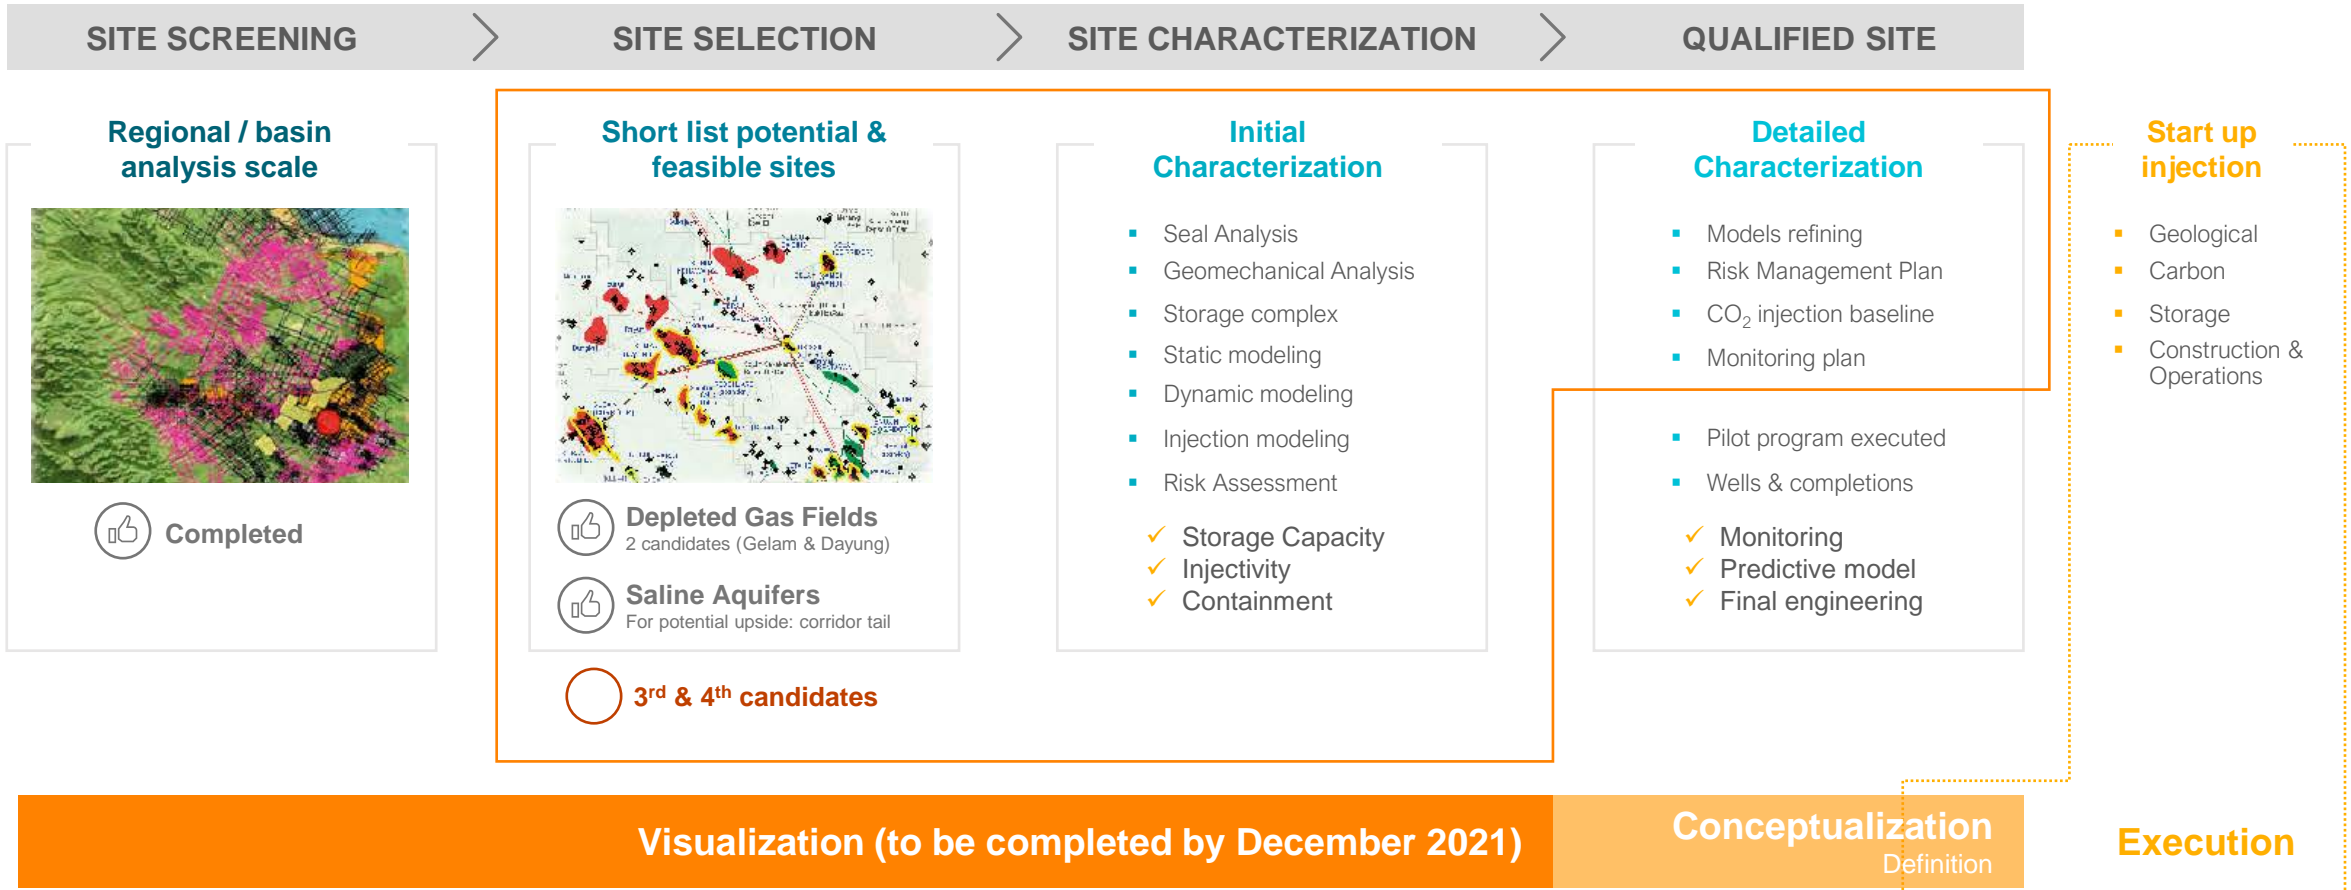 SITE SCREENING
SITE SELECTION
SITE CHARACTERIZATION
QUALIFIED SITE
Regional / basin
analysis scale
Completed
Short list potential &
feasible sites
Depleted Gas Fields
2 candidates (Gelam & Dayung)
Saline Aquifers
For potential upside: corridor tail
3rd & 4th candidates
Initial
Characterization
▪ Seal Analysis
▪ Geomechanical Analysis
▪ Storage complex
▪ Static modeling
▪ Dynamic modeling
▪ Injection modeling
▪ Risk Assessment
✓ Storage Capacity
✓ Injectivity
✓ Containment
Detailed
Characterization
▪ Models refining
▪ Risk Management Plan
▪ CO₂ injection baseline
▪ Monitoring plan
▪ Pilot program executed
▪ Wells & completions
✓ Monitoring
✓ Predictive model
✓ Final engineering
Start up
injection
▪ Geological
▪ Carbon
▪ Storage
▪ Construction &
Operations
Visualization (to be completed by December 2021)
Conceptualization
Definition
Execution